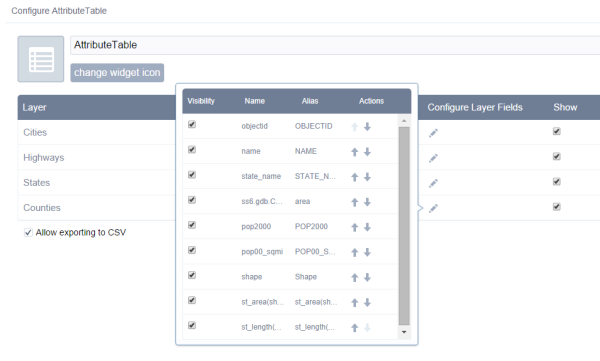 Configure AttributeTable
AttributeTable
change widget icon
Layer Configure Layer Fields Show
Cities
Highways
States
Counties
Allow exporting to CSV
Visibility Name Alias Actions
objectid OBJECTID
name NAME
state_name STATE_N...
ss6.gdb.C... area
pop2000 POP2000
pop00_sqmi POP00_S...
shape Shape
st_area(sh... st_area(sh...
st_length(... st_length(...